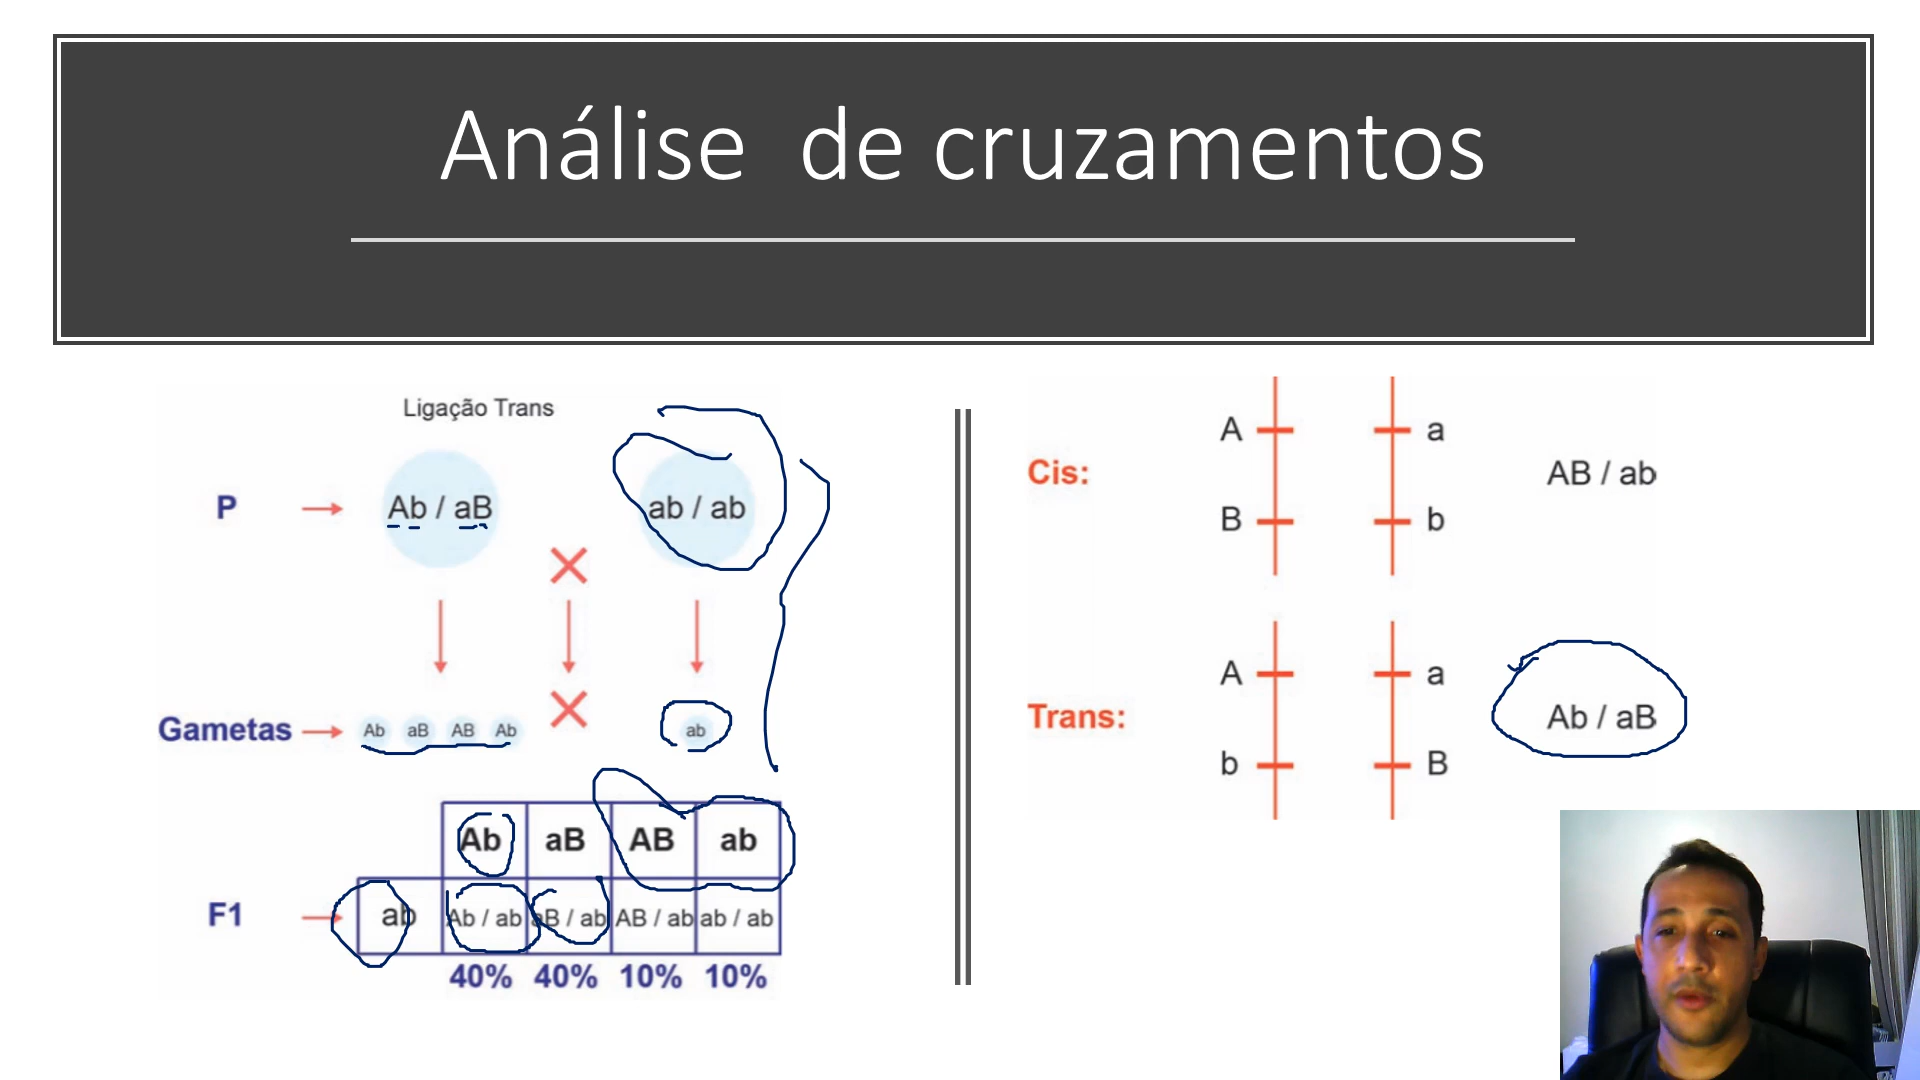 Análise de cruzamentos
Ligação Trans
P
Ab / aB
ab / ab
Gametas
Ab aB AB Ab
ab
Ab aB AB ab
F1
ab Ab / ab aB / ab AB / ab ab / ab
40% 40% 10% 10%
Cis:
A a
B b
AB / ab
Trans:
A a
b B
Ab / aB